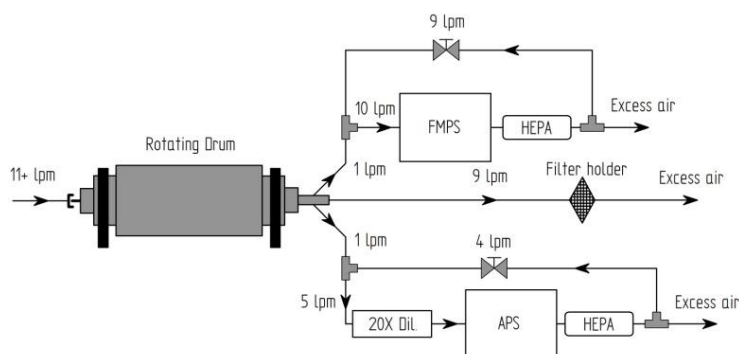 9 lpm
10 lpm
Excess air
FMPS
HEPA
Rotating Drum
11+ lpm
1 lpm
9 lpm
Filter holder
Excess air
1 lpm
4 lpm
5 lpm
20X Dil.
APS
HEPA
Excess air